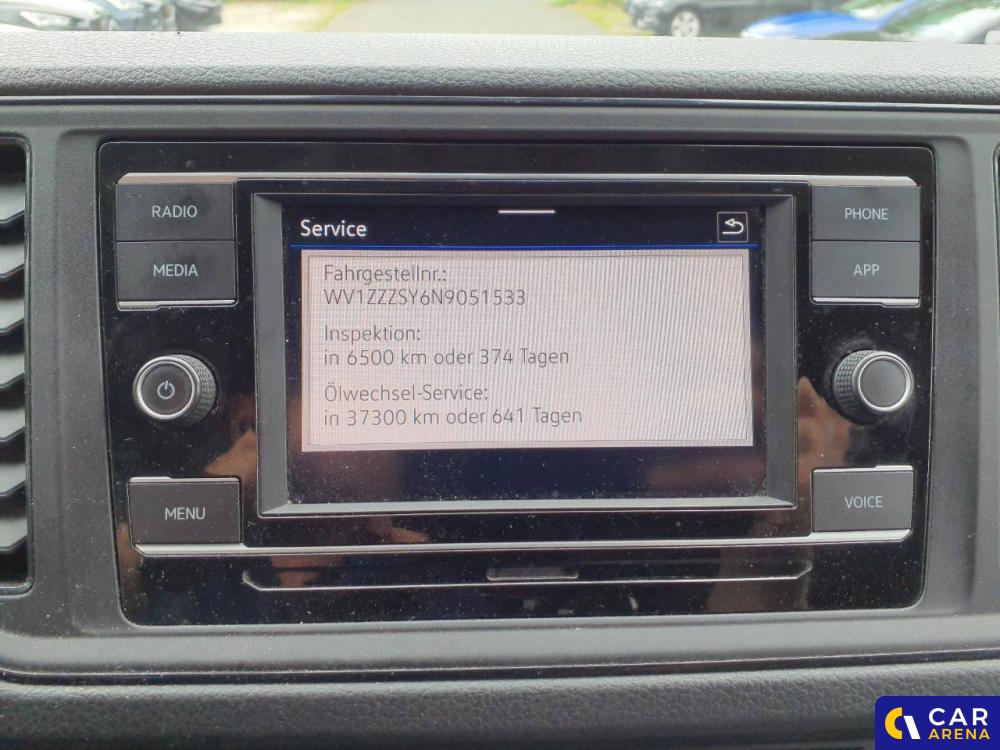 RADIO
MEDIA
MENU
Service
Fahrgestellnr.:
WV1ZZZSY6N9051533
Inspektion:
in 6500 km oder 374 Tagen
Ölwechsel-Service:
in 37300 km oder 641 Tagen
PHONE
APP
VOICE
CAR
ARENA